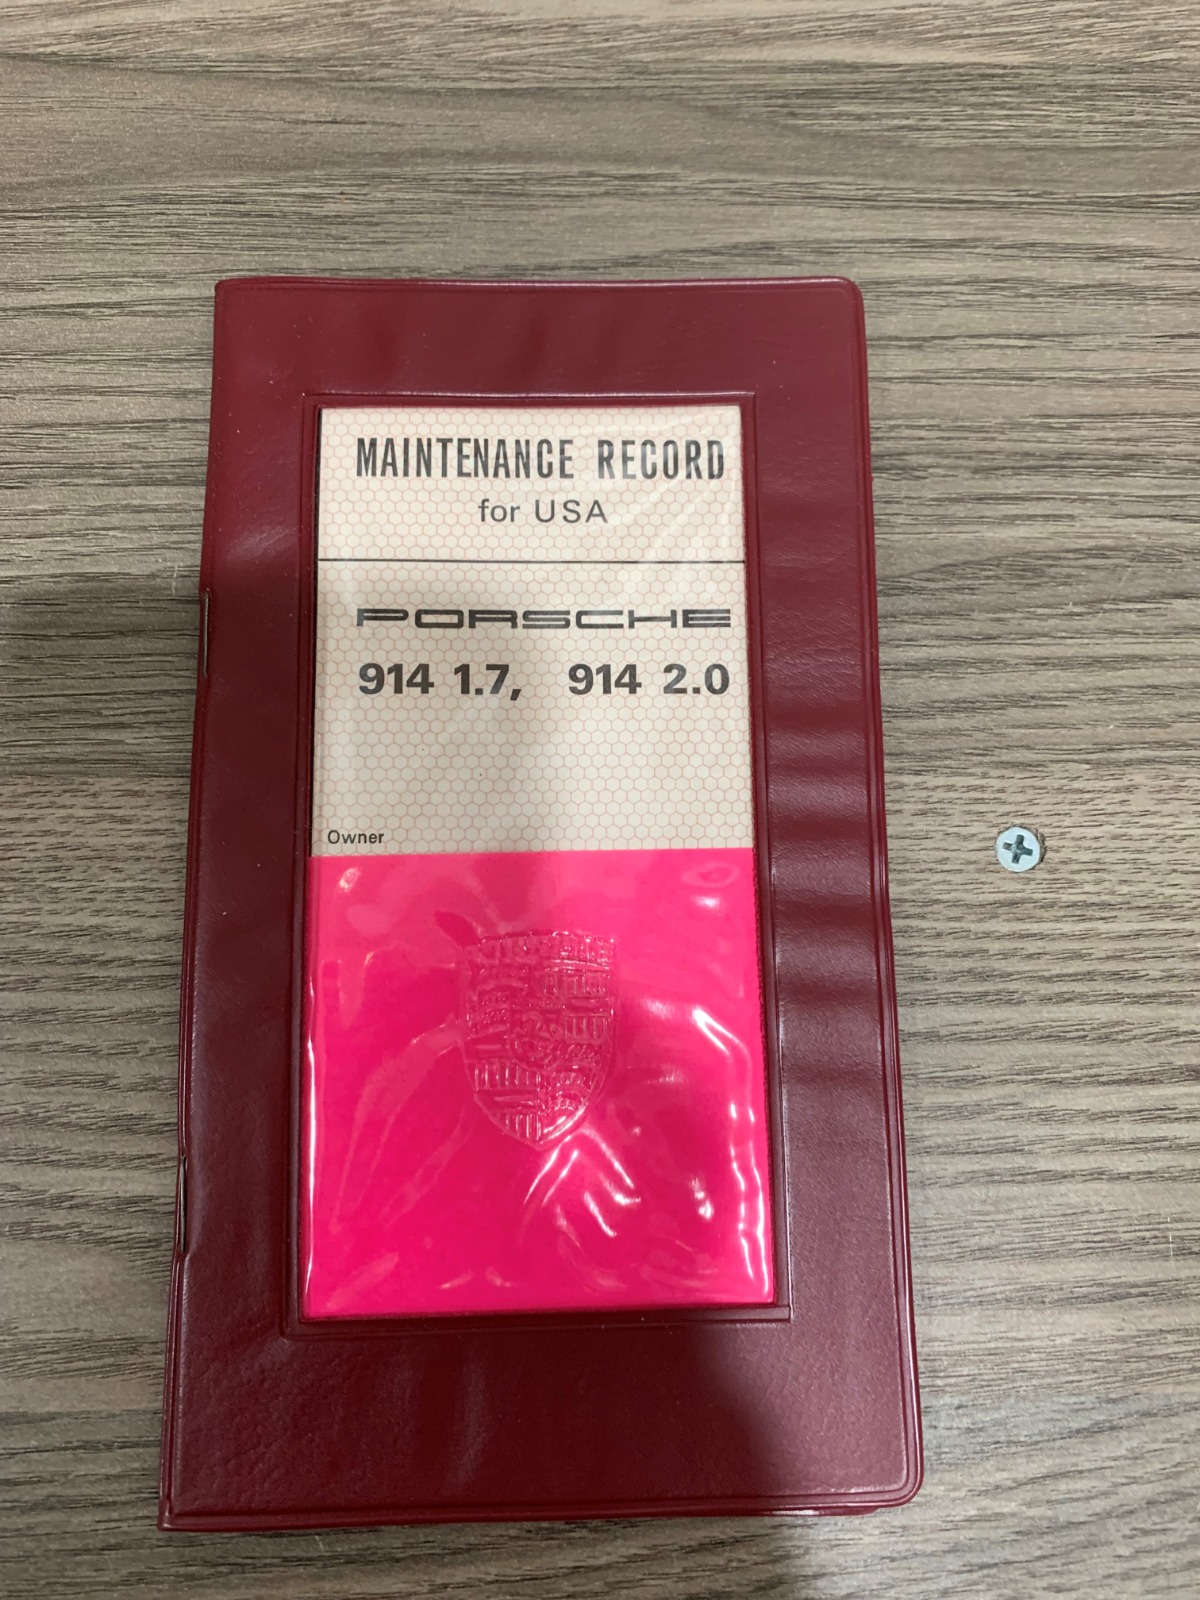 MAINTENANCE RECORD
for USA
PORSCHE
914 1.7, 914 2.0
Owner